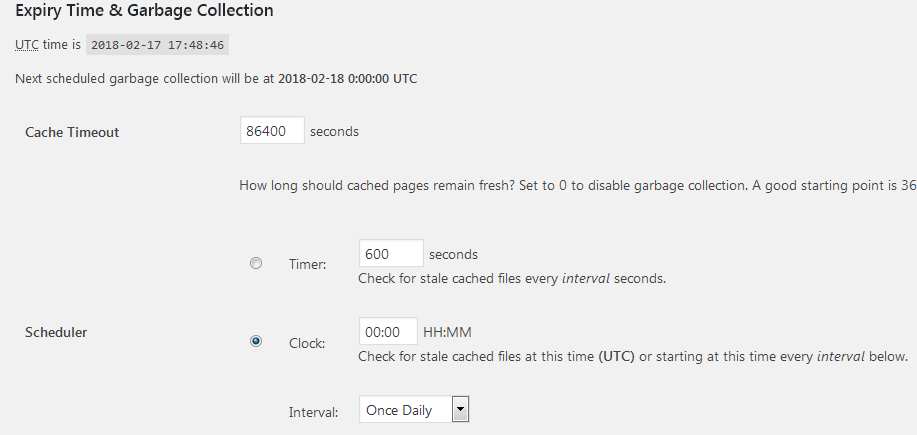 Expiry Time & Garbage Collection
UTC time is 2018-02-17 17:48:46
Next scheduled garbage collection will be at 2018-02-18 0:00:00 UTC
Cache Timeout 86400 seconds
How long should cached pages remain fresh? Set to 0 to disable garbage collection. A good starting point is 36
Timer: 600 seconds
Check for stale cached files every interval seconds.
Scheduler
Clock: 00:00 HH:MM
Check for stale cached files at this time (UTC) or starting at this time every interval below.
Interval: Once Daily